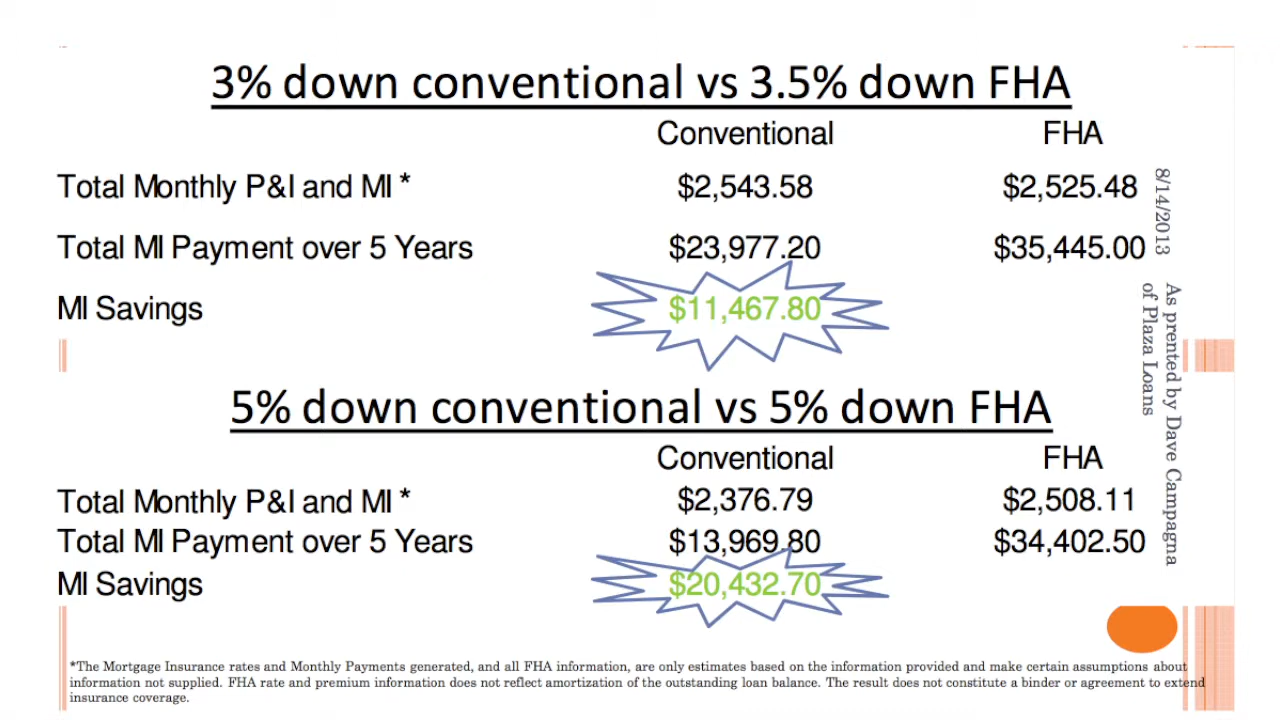 3% down conventional vs 3.5% down FHA
Conventional FHA
Total Monthly P&I and MI * $2,543.58 $2,525.48
Total MI Payment over 5 Years $23,977.20 $35,445.00
MI Savings $11,467.80
5% down conventional vs 5% down FHA
Conventional FHA
Total Monthly P&I and MI * $2,376.79 $2,508.11
Total MI Payment over 5 Years $13,969.80 $34,402.50
MI Savings $20,432.70
8/14/2013
As prented by Dave Campagna
of Plaza Loans
*The Mortgage Insurance rates and Monthly Payments generated, and all FHA information, are only estimates based on the information provided and make certain assumptions about
information not supplied. FHA rate and premium information does not reflect amortization of the outstanding loan balance. The result does not constitute a binder or agreement to extend
insurance coverage.